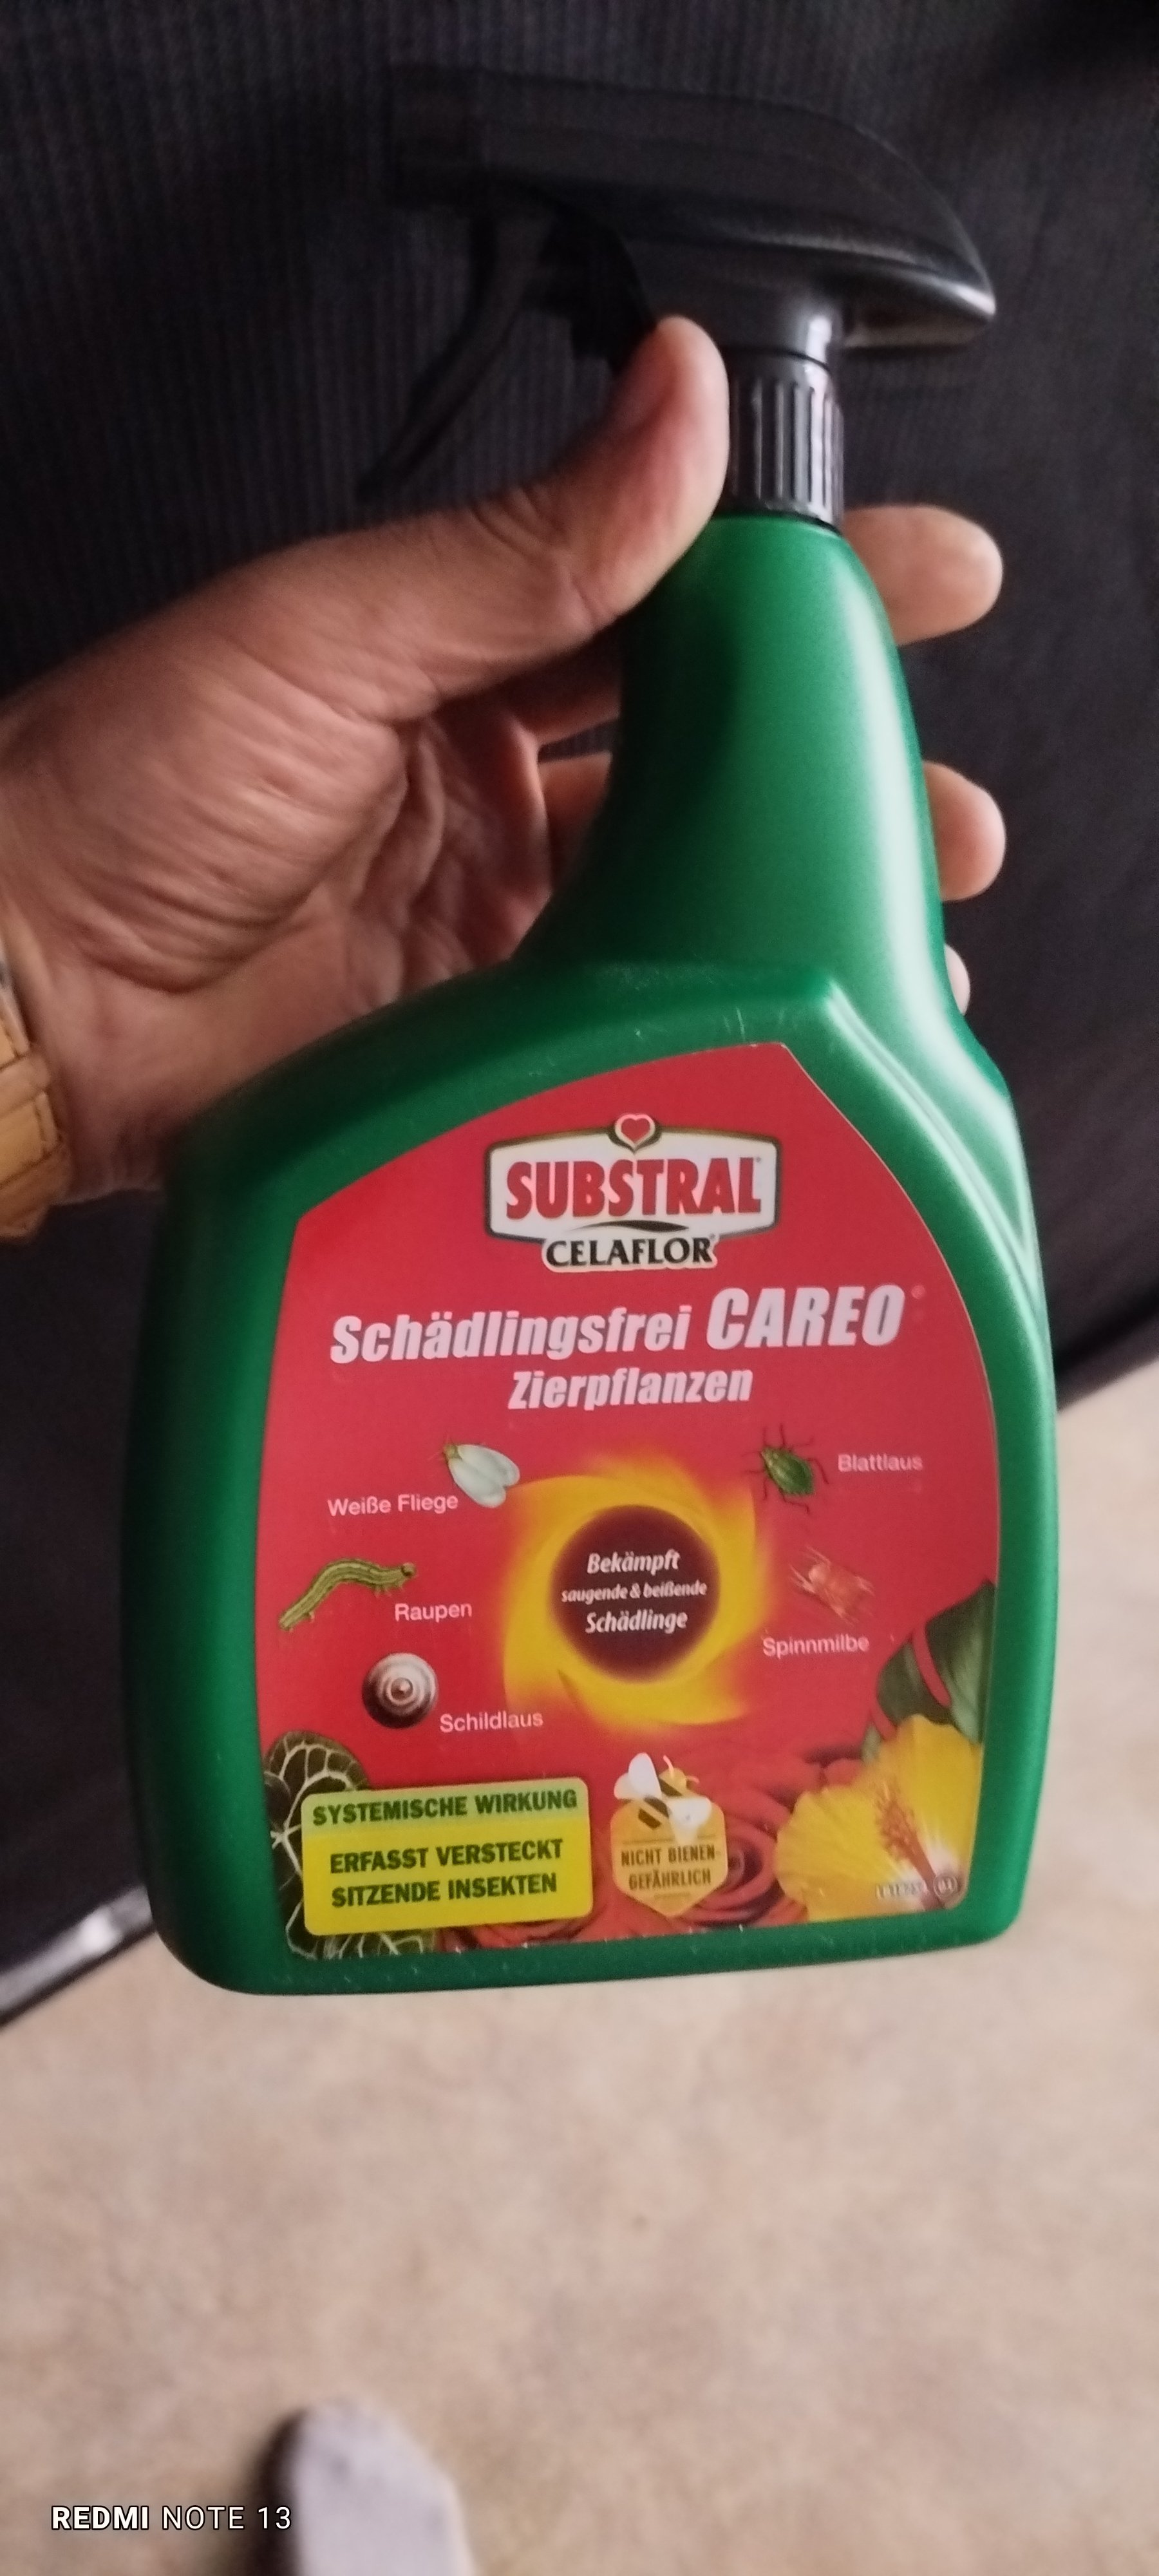 SUBSTRAL
CELAFLOR
Schädlingsfrei CAREO
Zierpflanzen
Weiße Fliege
Blattlaus
Bekämpft
saugende & beißende
Schädlinge
Raupen
Spinnmilbe
Schildlaus
SYSTEMISCHE WIRKUNG
ERFASST VERSTECKT
SITZENDE INSEKTEN
NICHT BIENEN-
GEFÄHRLICH
REDMI NOTE 13